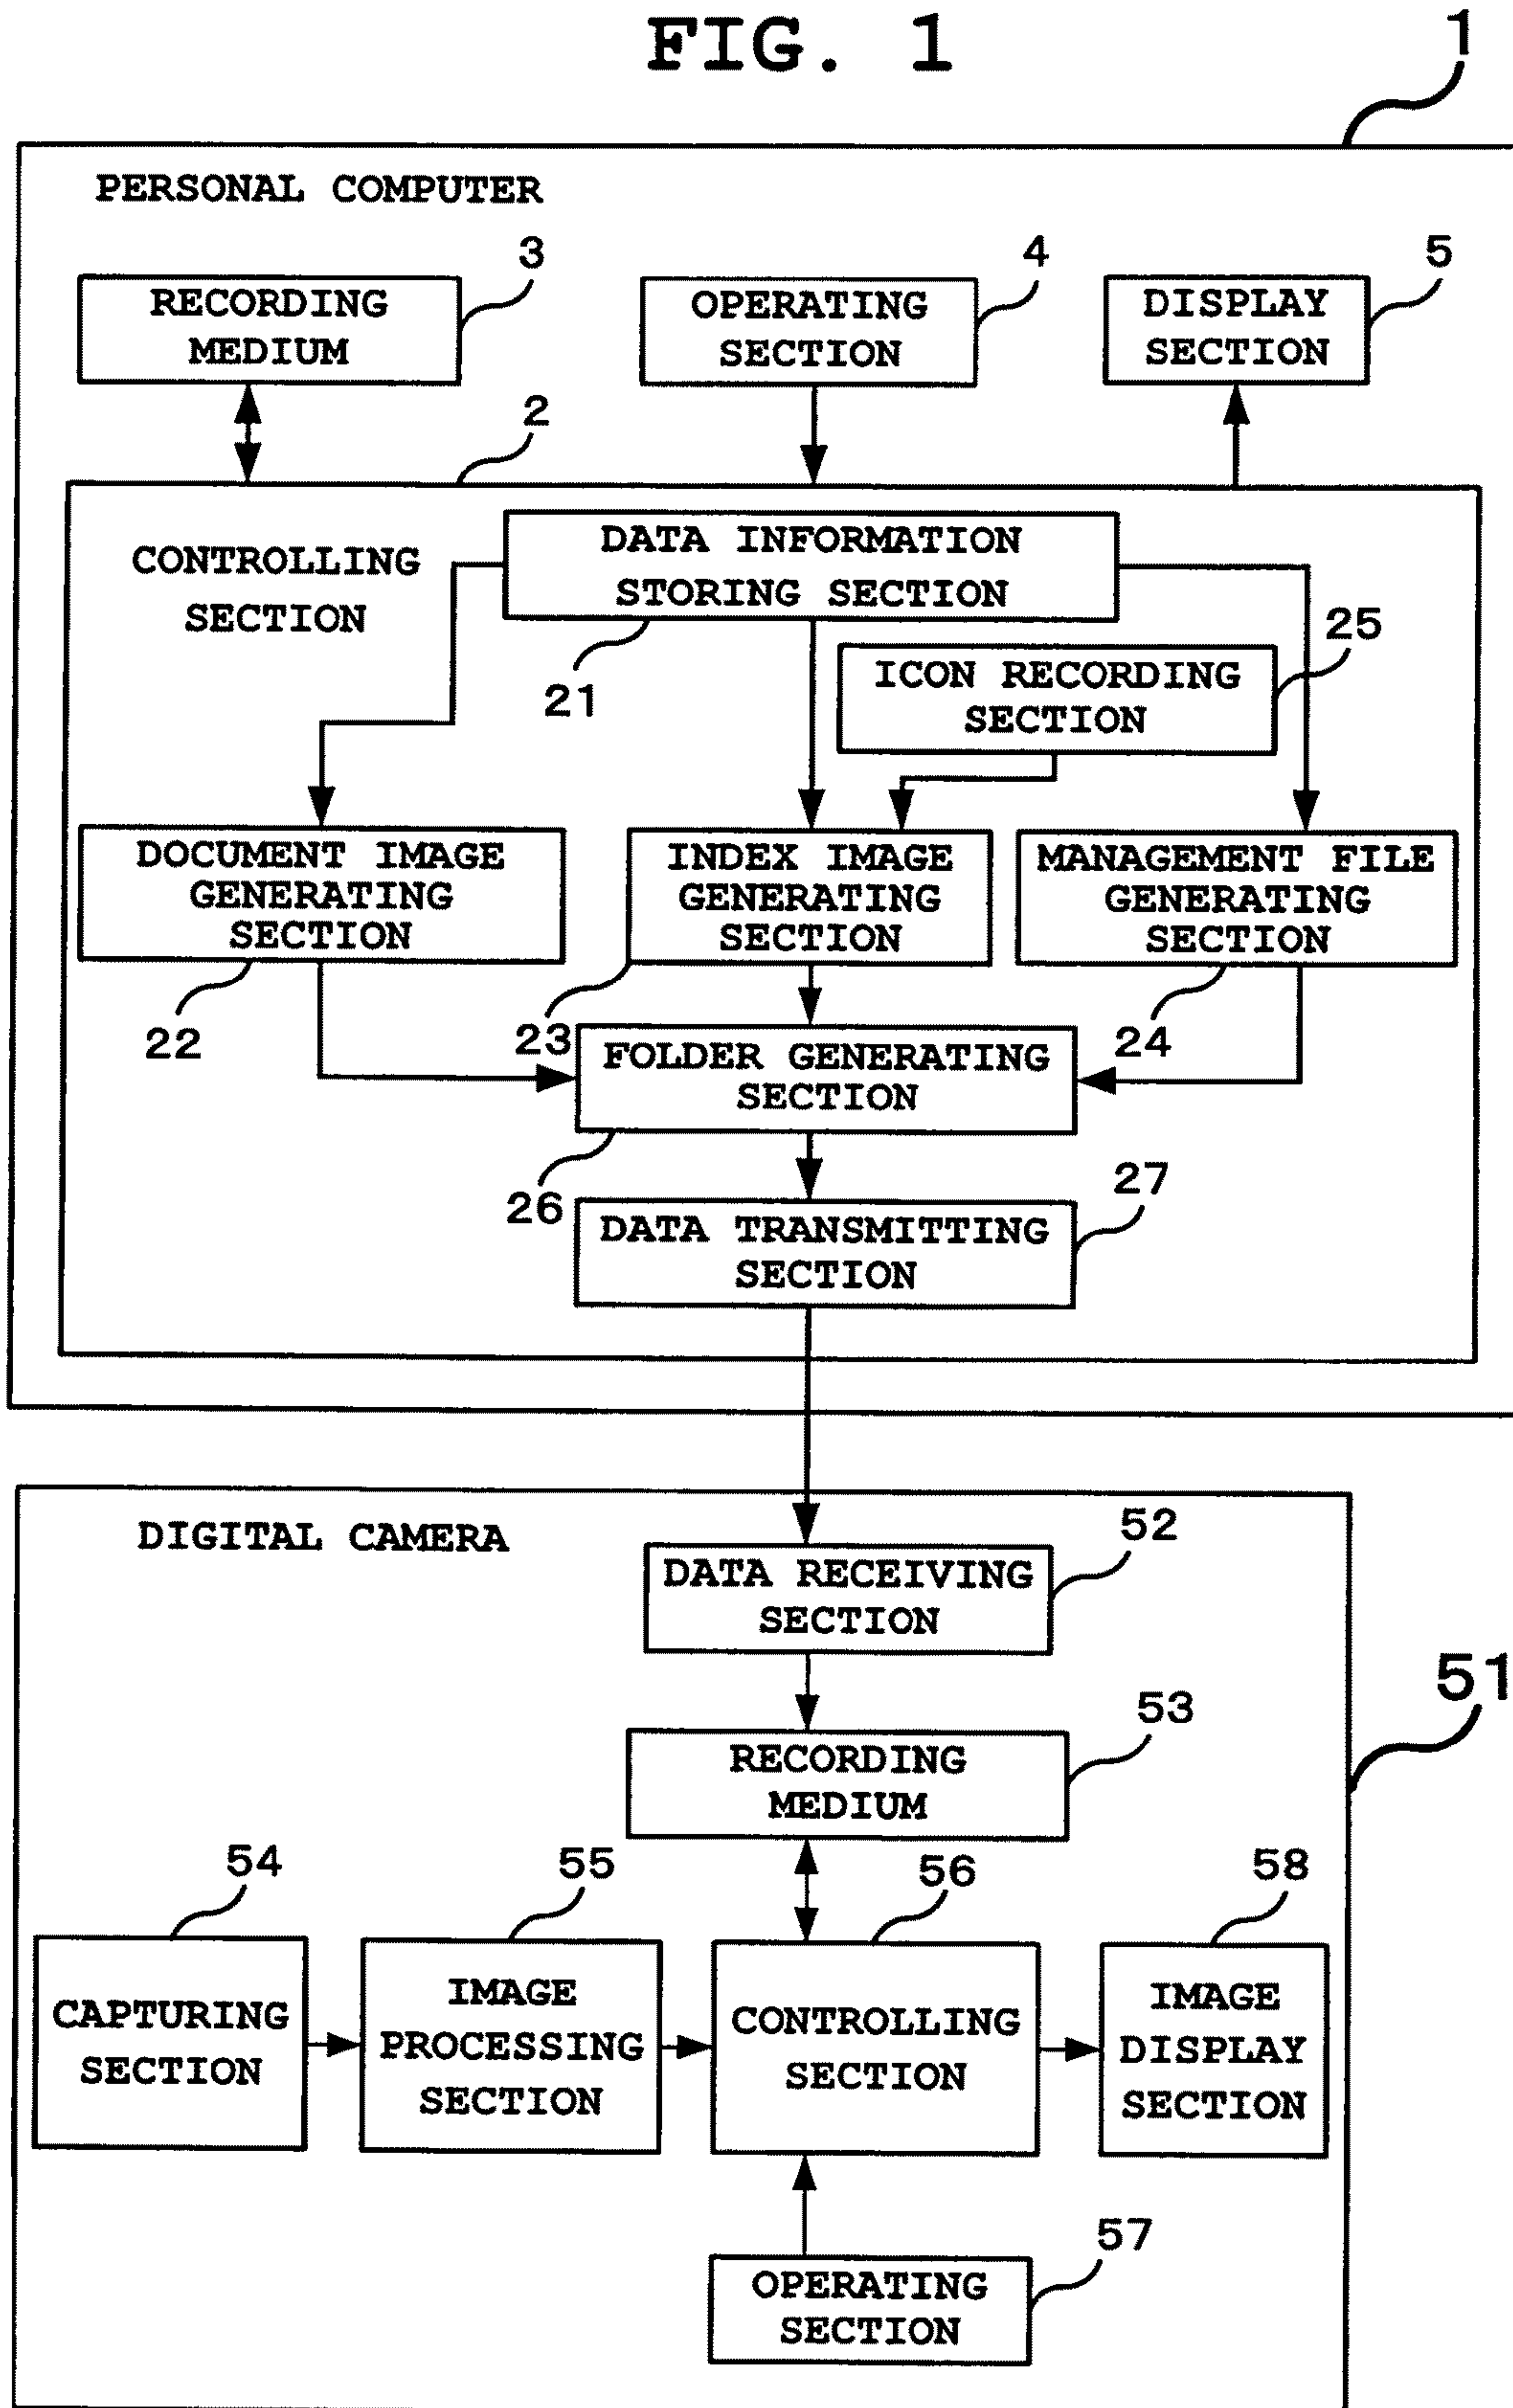 FIG. 1
1
PERSONAL COMPUTER
3
RECORDING
MEDIUM
4
OPERATING
SECTION
5
DISPLAY
SECTION
2
CONTROLLING
SECTION
DATA INFORMATION
STORING SECTION
21
25
ICON RECORDING
SECTION
DOCUMENT IMAGE
GENERATING
SECTION
22
INDEX IMAGE
GENERATING
SECTION
23
MANAGEMENT FILE
GENERATING
SECTION
24
FOLDER GENERATING
SECTION
26
27
DATA TRANSMITTING
SECTION
DIGITAL CAMERA
52
DATA RECEIVING
SECTION
51
53
RECORDING
MEDIUM
54
CAPTURING
SECTION
55
IMAGE
PROCESSING
SECTION
56
CONTROLLING
SECTION
58
IMAGE
DISPLAY
SECTION
57
OPERATING
SECTION